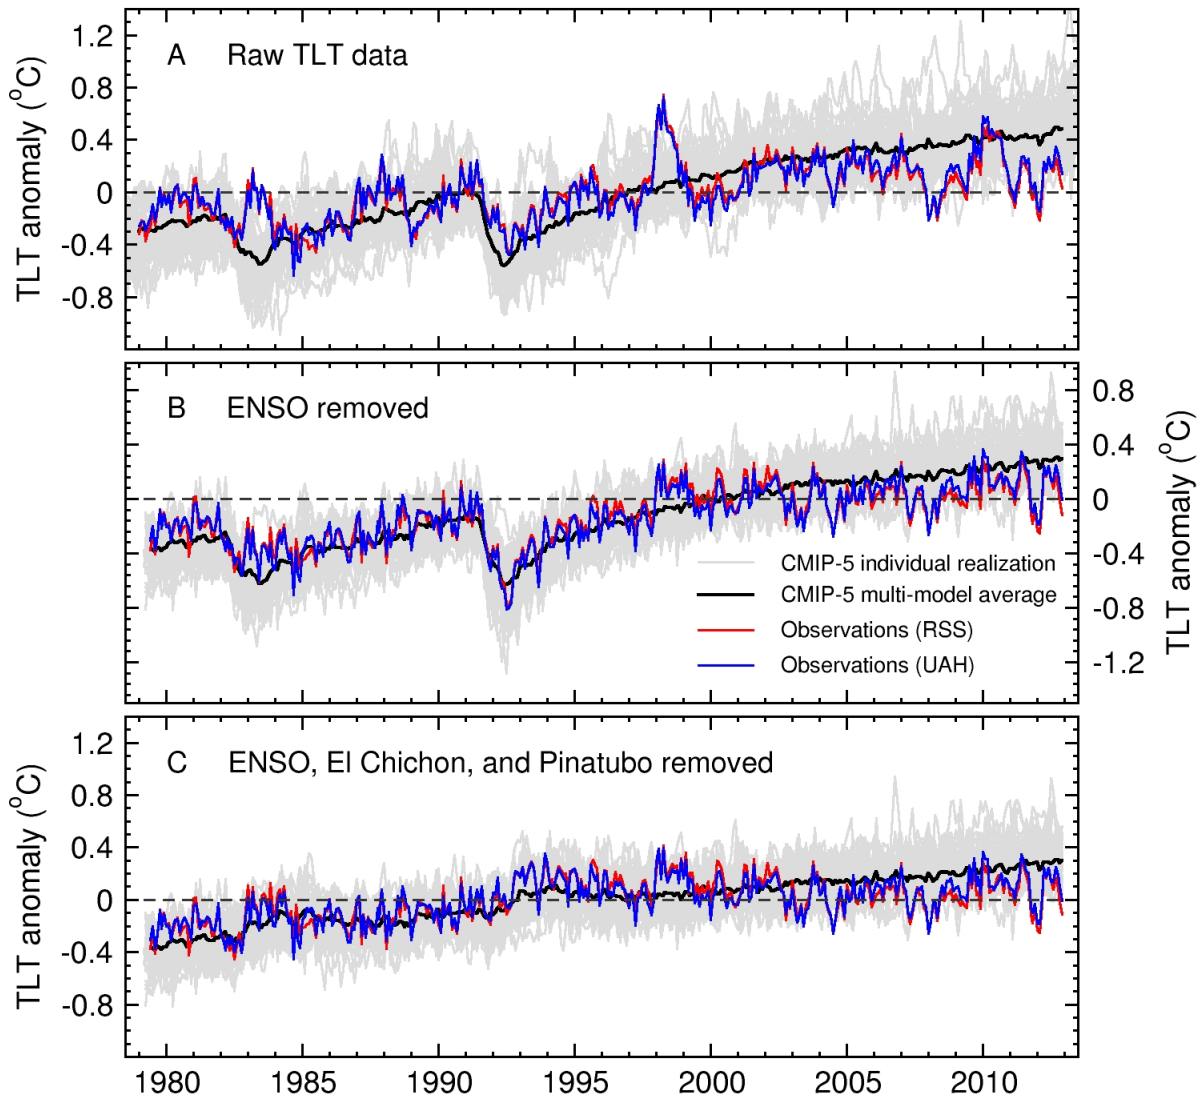 A Raw TLT data
1.2
0.8
0.4
0
-0.4
-0.8
TLT anomaly (°C)
B ENSO removed
0.8
0.4
0
-0.4
-0.8
-1.2
TLT anomaly (°C)
CMIP-5 individual realization
CMIP-5 multi-model average
Observations (RSS)
Observations (UAH)
C ENSO, El Chichon, and Pinatubo removed
1.2
0.8
0.4
0
-0.4
-0.8
TLT anomaly (°C)
1980 1985 1990 1995 2000 2005 2010